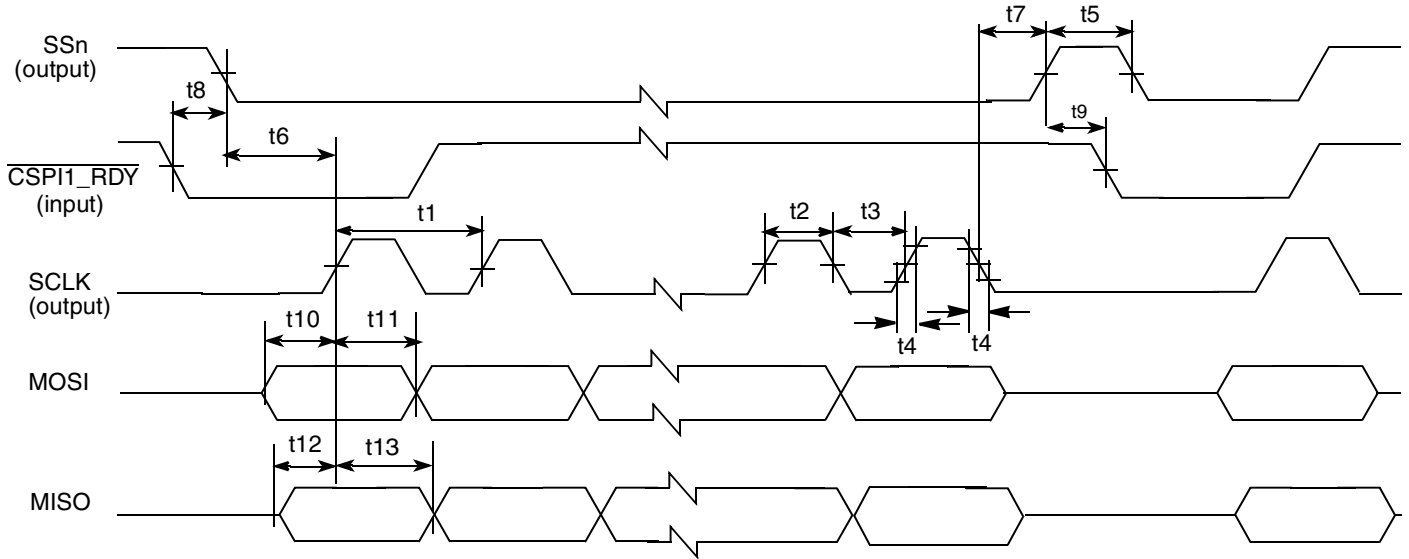 SSn
(output)
t7
t5
t8
t6
t9
CSPI1_RDY
(input)
t1
t2
t3
SCLK
(output)
t10
t11
t4
t4
MOSI
t12
t13
MISO